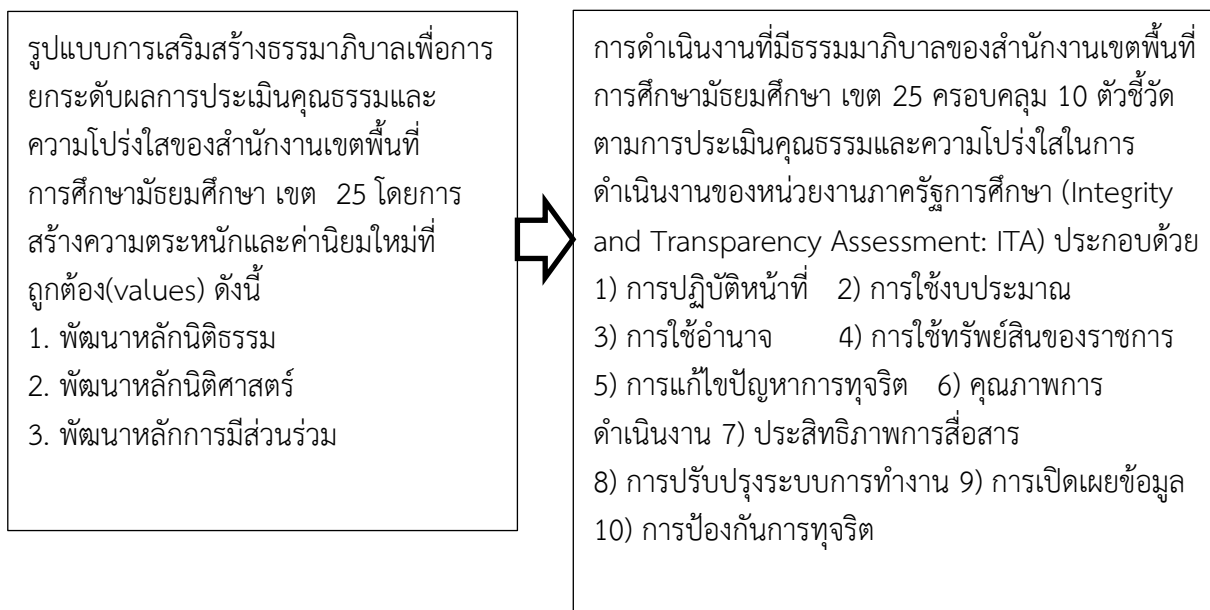 รูปแบบการเสริมสร้างธรรมาภิบาลเพื่อการ
ยกระดับผลการประเมินคุณธรรมและ
ความโปร่งใสของสำนักงานเขตพื้นที่
การศึกษามัธยมศึกษา เขต 25 โดยการ
สร้างความตระหนักและค่านิยมใหม่ที่
ถูกต้อง(values) ดังนี้
1. พัฒนาหลักนิติธรรม
2. พัฒนาหลักนิติศาสตร์
3. พัฒนาหลักการมีส่วนร่วม
การดำเนินงานที่มีธรรมมาภิบาลของสำนักงานเขตพื้นที่
การศึกษามัธยมศึกษา เขต 25 ครอบคลุม 10 ตัวชี้วัด
ตามการประเมินคุณธรรมและความโปร่งใสในการ
ดำเนินงานของหน่วยงานภาครัฐการศึกษา (Integrity
and Transparency Assessment: ITA) ประกอบด้วย
1) การปฏิบัติหน้าที่ 2) การใช้งบประมาณ
3) การใช้อำนาจ 4) การใช้ทรัพย์สินของราชการ
5) การแก้ไขปัญหาการทุจริต 6) คุณภาพการ
ดำเนินงาน 7) ประสิทธิภาพการสื่อสาร
8) การปรับปรุงระบบการทำงาน 9) การเปิดเผยข้อมูล
10) การป้องกันการทุจริต